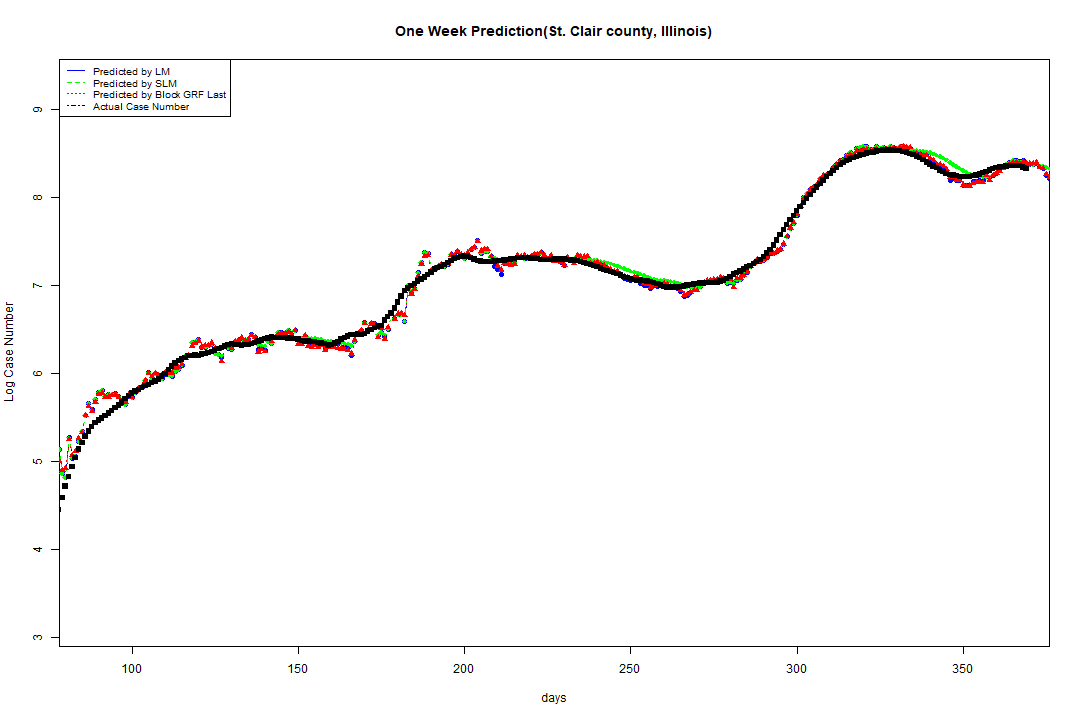 One Week Prediction(St. Clair county, Illinois)
Predicted by LM
Predicted by SLM
Predicted by Block GRF Last
Actual Case Number
9
8
7
6
5
4
3
Log Case Number
100 150 200 250 300 350
days